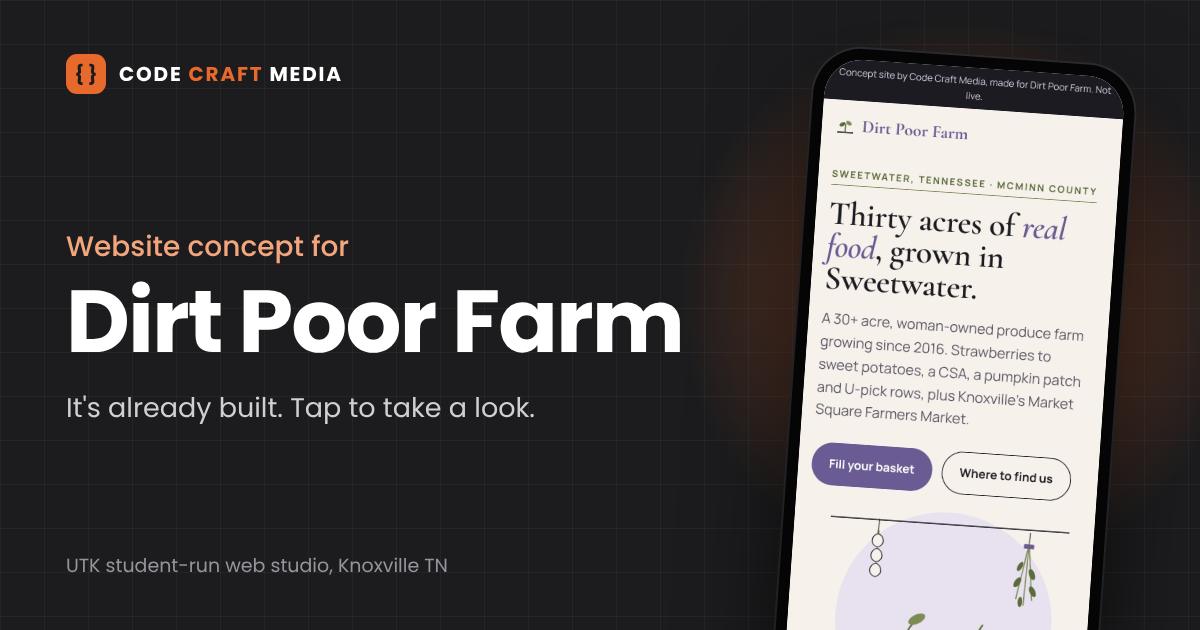 { } CODE CRAFT MEDIA
Website concept for
Dirt Poor Farm
It's already built. Tap to take a look.
UTK student-run web studio, Knoxville TN
Concept site by Code Craft Media, made for Dirt Poor Farm. Not
live.
Dirt Poor Farm
SWEETWATER, TENNESSEE · MCMINN COUNTY
Thirty acres of real
food, grown in
Sweetwater.
A 30+ acre, woman-owned produce farm
growing since 2016. Strawberries to
sweet potatoes, a CSA, a pumpkin patch
and U-pick rows, plus Knoxville's Market
Square Farmers Market.
Fill your basket
Where to find us